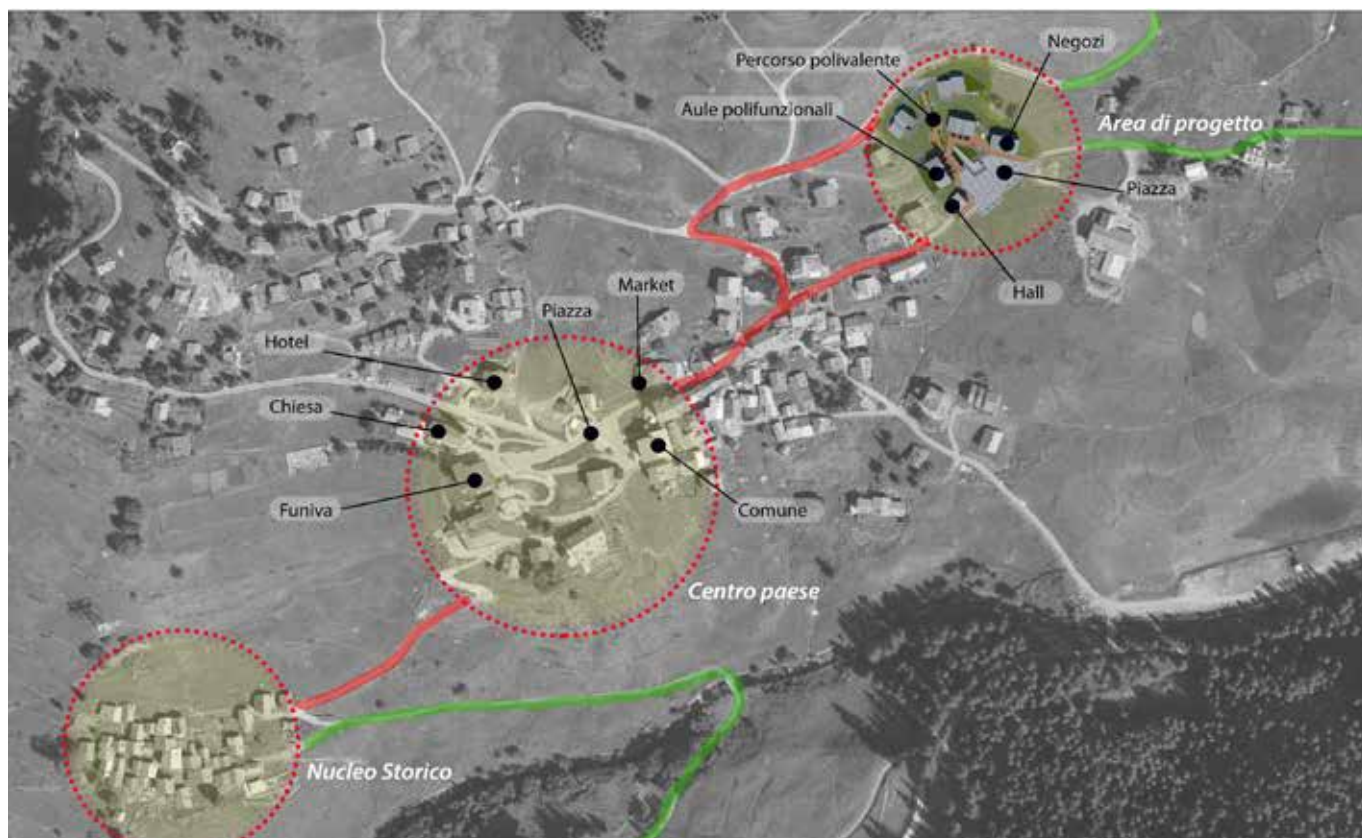 Negozi
Percorso polivalente
Aule polifunzionali
Area di progetto
Piazza
Hall
Market
Piazza
Hotel
Chiesa
Funiva
Comune
Centro paese
Nucleo Storico